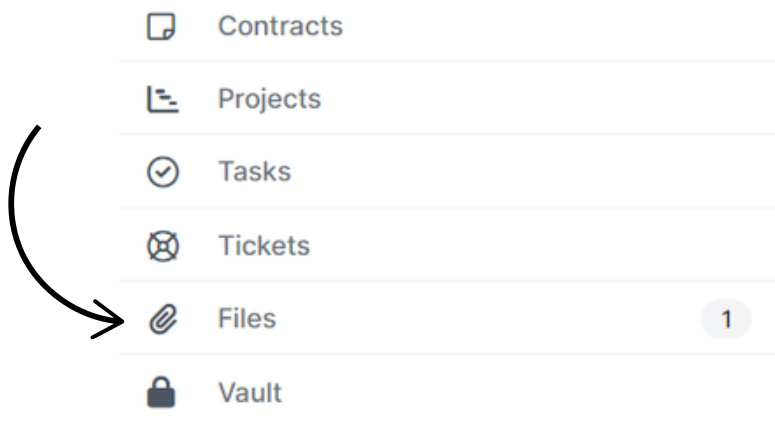 Contracts
Projects
Tasks
Tickets
Files 1
Vault